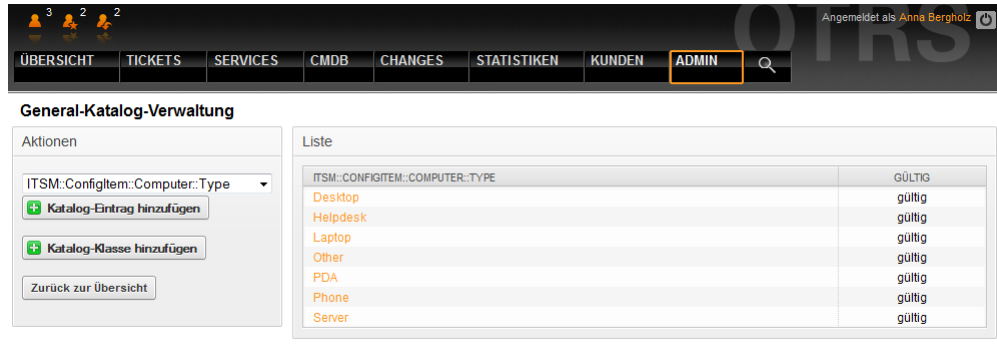 3 2 2
Angemeldet als Anna Bergholz
OTRS
ÜBERSICHT TICKETS SERVICES CMDB CHANGES STATISTIKEN KUNDEN ADMIN
General-Katalog-Verwaltung
Aktionen
ITSM::ConfigItem::Computer::Type
Katalog-Eintrag hinzufügen
Katalog-Klasse hinzufügen
Zurück zur Übersicht
Liste
ITSM::CONFIGITEM::COMPUTER::TYPE GÜLTIG
Desktop gültig
Helpdesk gültig
Laptop gültig
Other gültig
PDA gültig
Phone gültig
Server gültig